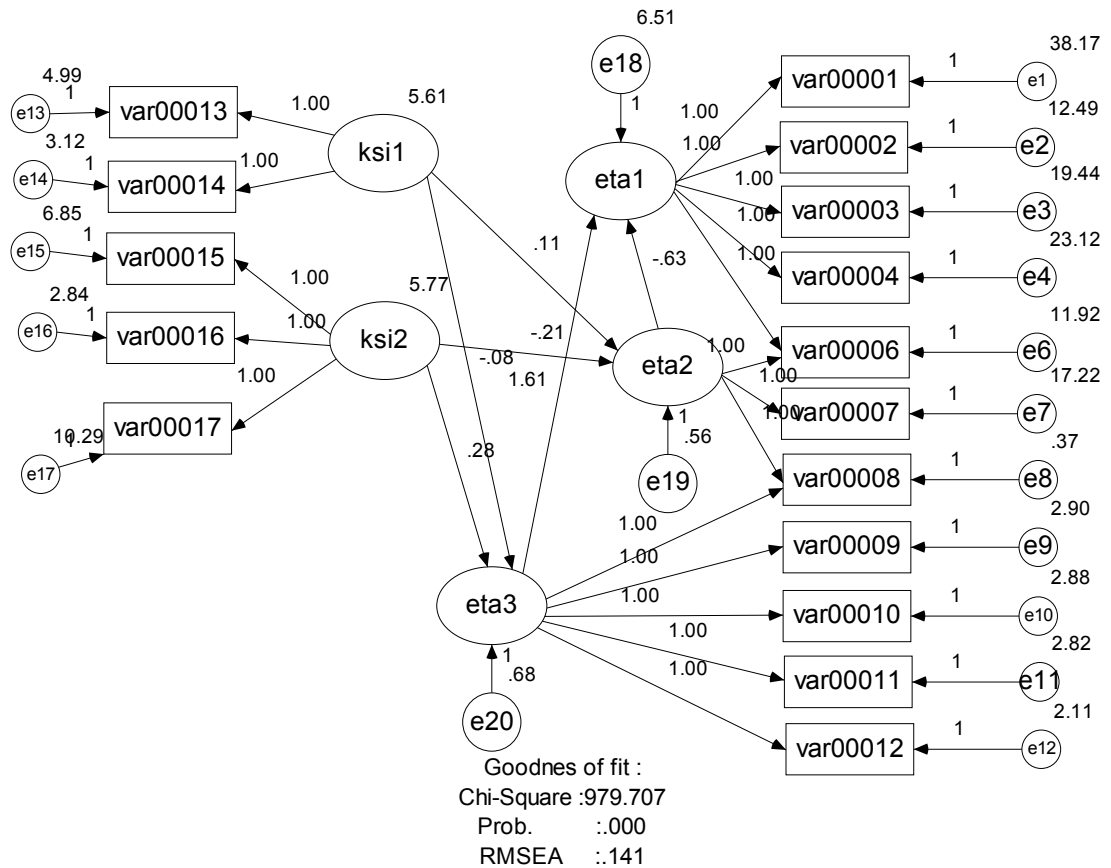 6.51
38.17
e18
4.99
1
e13
var00013
1.00
5.61
ksi1
1
1.00
var00001
1
e1
12.49
3.12
1
e14
var00014
1.00
eta1
1.00
var00002
1
e2
19.44
6.85
1
e15
var00015
1.00
1.00
var00003
1
e3
23.12
.11
-.63
1.00
1.00
var00004
1
e4
2.84
1
e16
var00016
1.00
5.77
ksi2
-.21
11.92
-.08
1.61
eta2
1.00
var00006
1
e6
17.22
1.00
1.00
1.00
var00007
1
e7
.37
10.29
1
e17
var00017
.28
1
.56
e19
var00008
1
e8
2.90
1.00
1.00
var00009
1
e9
2.88
eta3
1.00
var00010
1
e10
2.82
1.00
1
.68
1.00
var00011
1
e11
2.11
e20
var00012
1
e12
Goodnes of fit :
Chi-Square :979.707
Prob. :.000
RMSEA :.141